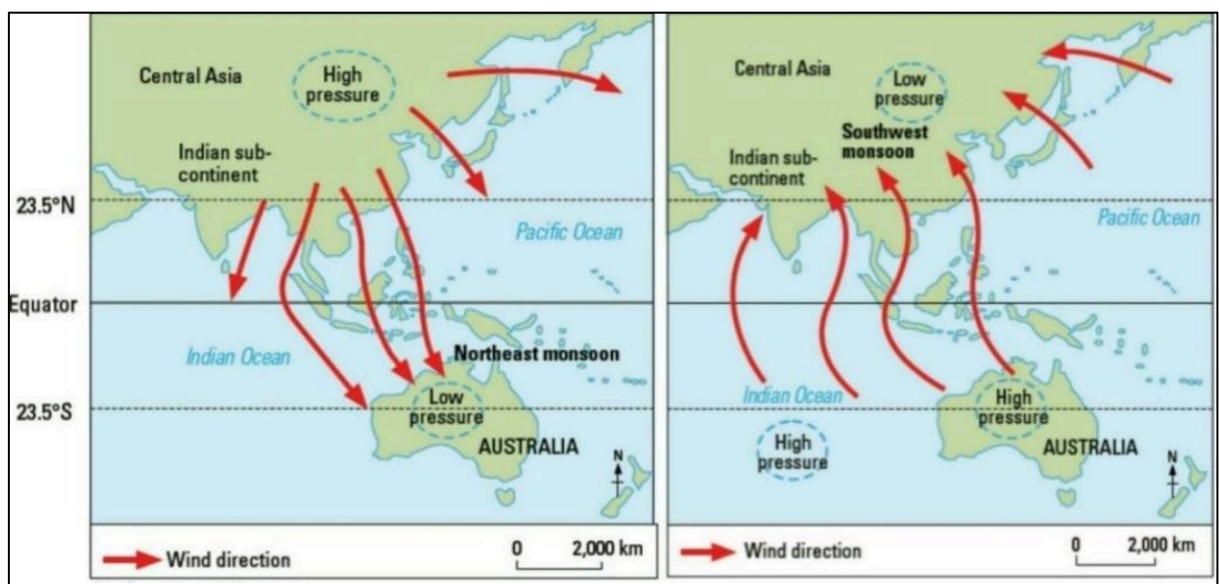 Central Asia
High
pressure
Indian sub-
continent
23.5°N
Pacific Ocean
Equator
Indian Ocean
Northeast monsoon
23.5°S
Low
pressure
AUSTRALIA
N
Wind direction
0 2,000 km
Central Asia
Low
pressure
Southwest
monsoon
Indian sub-
continent
Pacific Ocean
Indian Ocean
High
pressure
High
pressure
AUSTRALIA
N
Wind direction
0 2,000 km